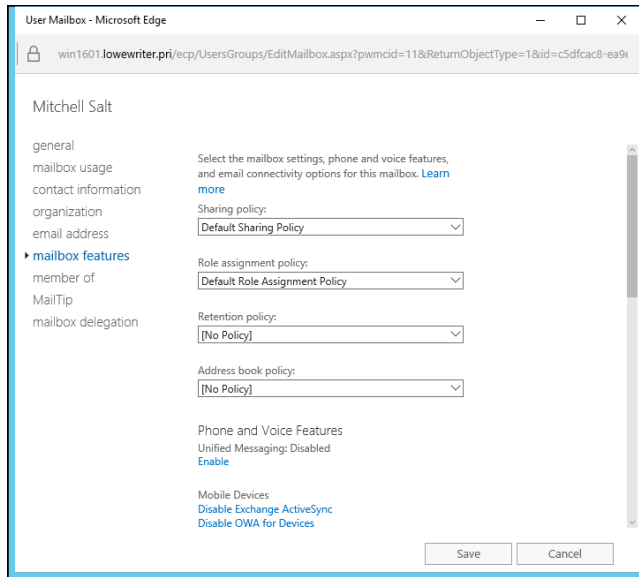 User Mailbox - Microsoft Edge
win1601.lowewriter.pri/ecp/UsersGroups/EditMailbox.aspx?pwmcid=11&ReturnObjectType=1&id=c5dfcac8-ea9e
Mitchell Salt
general
mailbox usage
contact information
organization
email address
mailbox features
member of
MailTip
mailbox delegation
Select the mailbox settings, phone and voice features,
and email connectivity options for this mailbox. Learn
more
Sharing policy:
Default Sharing Policy
Role assignment policy:
Default Role Assignment Policy
Retention policy:
[No Policy]
Address book policy:
[No Policy]
Phone and Voice Features
Unified Messaging: Disabled
Enable
Mobile Devices
Disable Exchange ActiveSync
Disable OWA for Devices
Save
Cancel